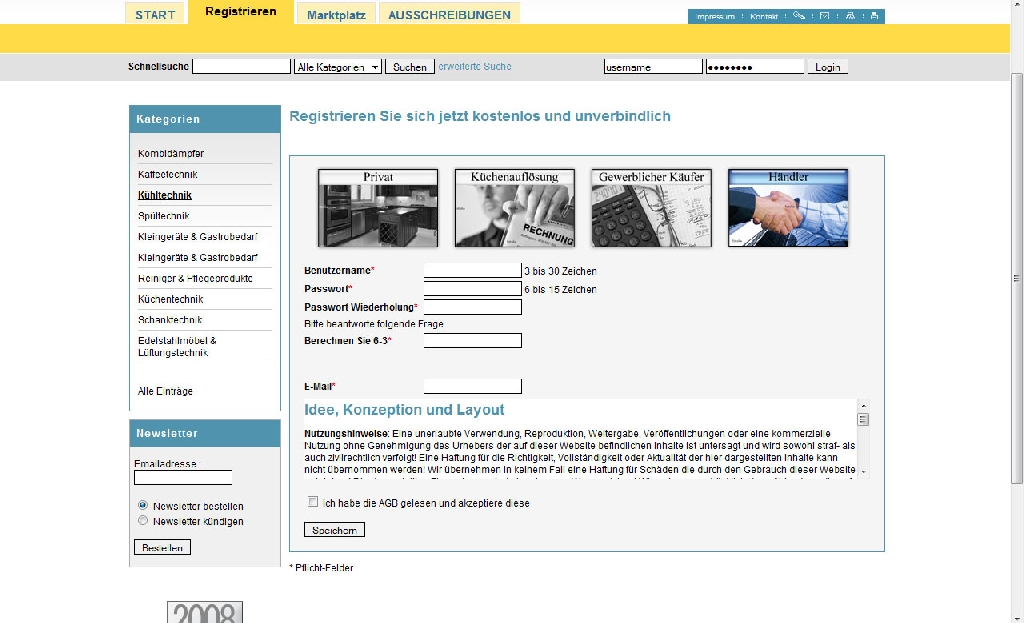 START Registrieren Marktplatz AUSSCHREIBUNGEN
Impressum Kontakt
Schnellsuche Alle Kategorien Suchen erweiterte Suche username Login
Kategorien
Kombidämpfer
Kaffeetechnik
Kühltechnik
Spültechnik
Kleingeräte & Gastrobedarf
Kleingeräte & Gastrobedarf
Reiniger & Pflegeprodukte
Küchentechnik
Schanktechnik
Edelstahlmöbel &
Lüftungstechnik
Alle Einträge
Newsletter
Emailadresse:
Newsletter bestellen
Newsletter kündigen
Bestellen
2008
Registrieren Sie sich jetzt kostenlos und unverbindlich
Privat Küchenauflösung Gewerblicher Käufer Händler
RECHNUNG
Benutzername* 3 bis 30 Zeichen
Passwort* 6 bis 15 Zeichen
Passwort Wiederholung*
Bitte beantworte folgende Frage
Berechnen Sie 6-3*
E-Mail*
Idee, Konzeption und Layout
Nutzungshinweise: Eine unerlaubte Verwendung, Reproduktion, Weitergabe, Veröffentlichungen oder eine kommerzielle
Nutzung ohne Genehmigung des Urhebers der auf dieser Website befindlichen Inhalte ist untersagt und wird sowohl straf- als
auch zivilrechtlich verfolgt! Eine Haftung für die Richtigkeit, Vollständigkeit oder Aktualität der hier dargestellten Inhalte kann
nicht übernommen werden! Wir übernehmen in keinem Fall eine Haftung für Schäden die durch den Gebrauch dieser Website
Ich habe die AGB gelesen und akzeptiere diese
Speichern
* Pflicht-Felder